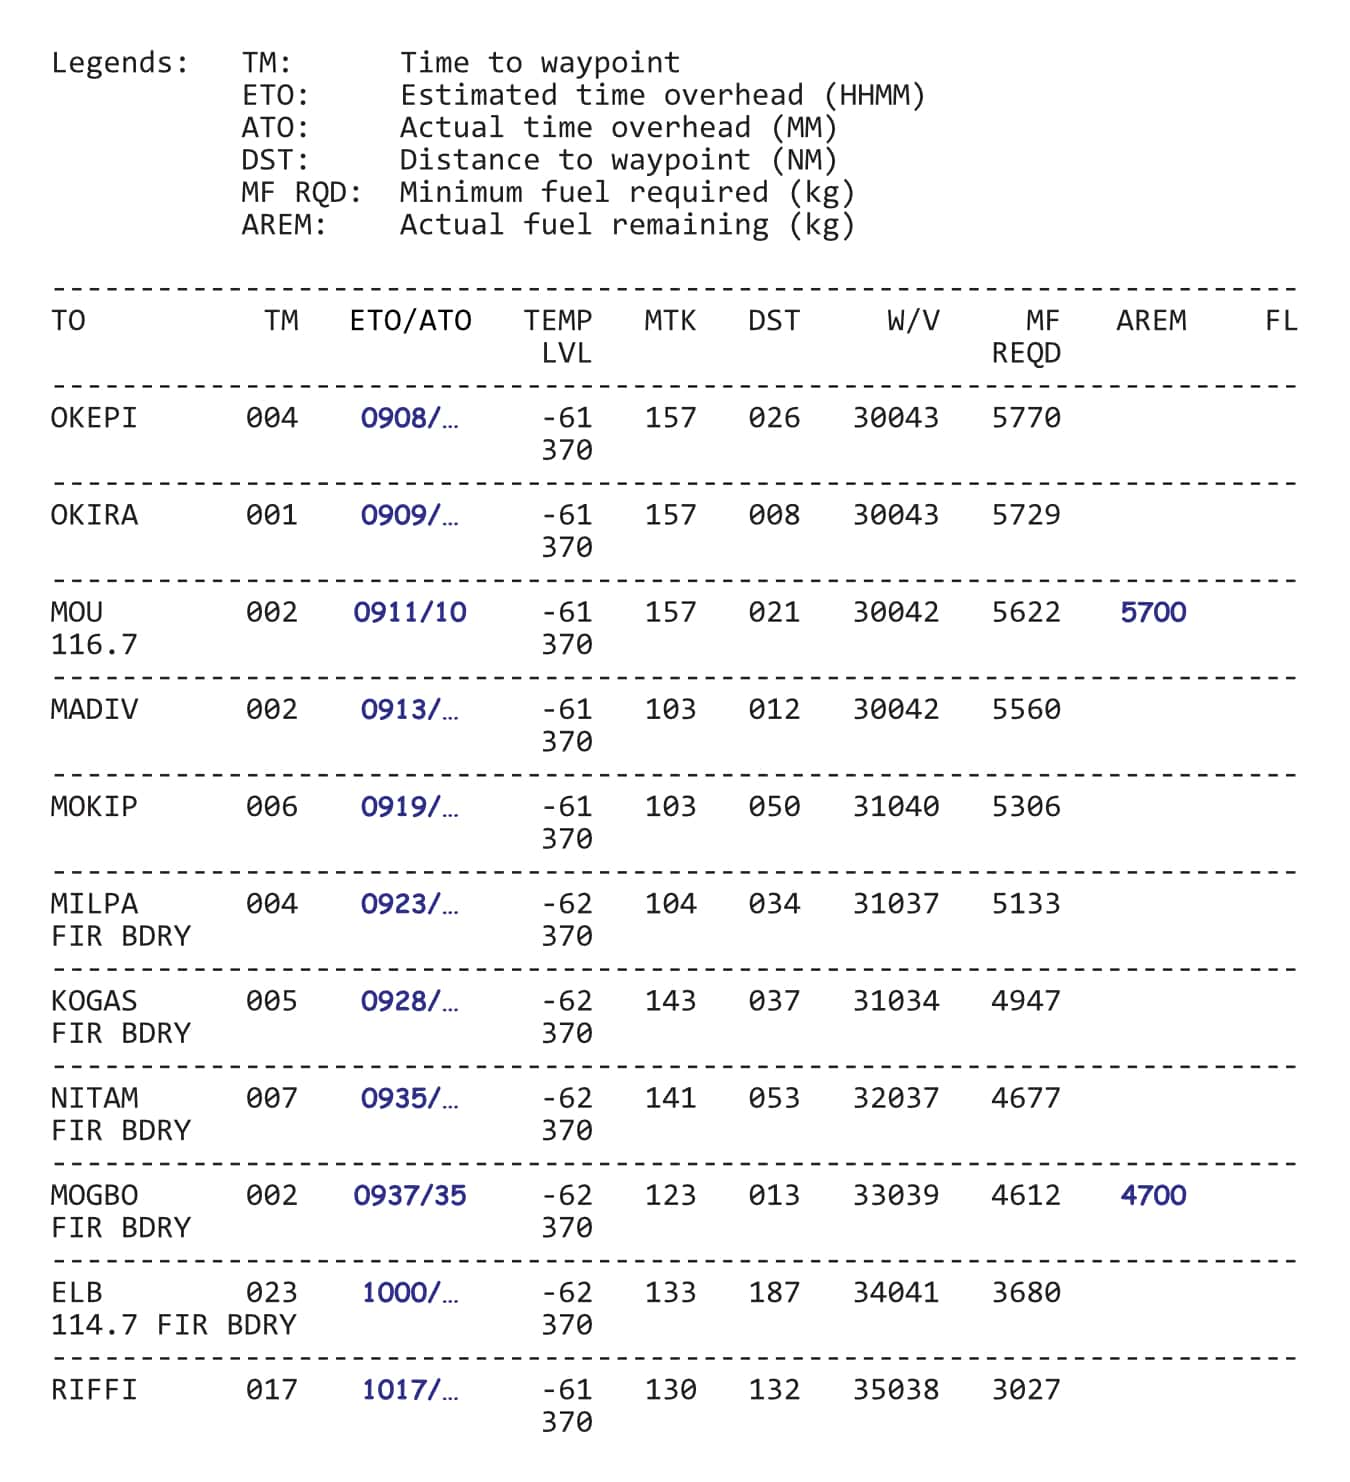 Legends: TM: Time to waypoint
ETO: Estimated time overhead (HHMM)
ATO: Actual time overhead (MM)
DST: Distance to waypoint (NM)
MF RQD: Minimum fuel required (kg)
AREM: Actual fuel remaining (kg)
-----------------------------------------------------------------------
TO TM ETO/ATO TEMP MTK DST W/V MF AREM FL
LVL REQD
-----------------------------------------------------------------------
OKEPI 004 0908/… -61 157 026 30043 5770
370
-----------------------------------------------------------------------
OKIRA 001 0909/… -61 157 008 30043 5729
370
-----------------------------------------------------------------------
MOU 002 0911/10 -61 157 021 30042 5622 5700
116.7 370
-----------------------------------------------------------------------
MADIV 002 0913/… -61 103 012 30042 5560
370
-----------------------------------------------------------------------
MOKIP 006 0919/… -61 103 050 31040 5306
370
-----------------------------------------------------------------------
MILPA 004 0923/… -62 104 034 31037 5133
FIR BDRY 370
-----------------------------------------------------------------------
KOGAS 005 0928/… -62 143 037 31034 4947
FIR BDRY 370
-----------------------------------------------------------------------
NITAM 007 0935/… -62 141 053 32037 4677
FIR BDRY 370
-----------------------------------------------------------------------
MOGBO 002 0937/35 -62 123 013 33039 4612 4700
FIR BDRY 370
-----------------------------------------------------------------------
ELB 023 1000/… -62 133 187 34041 3680
114.7 FIR BDRY 370
-----------------------------------------------------------------------
RIFFI 017 1017/… -61 130 132 35038 3027
370